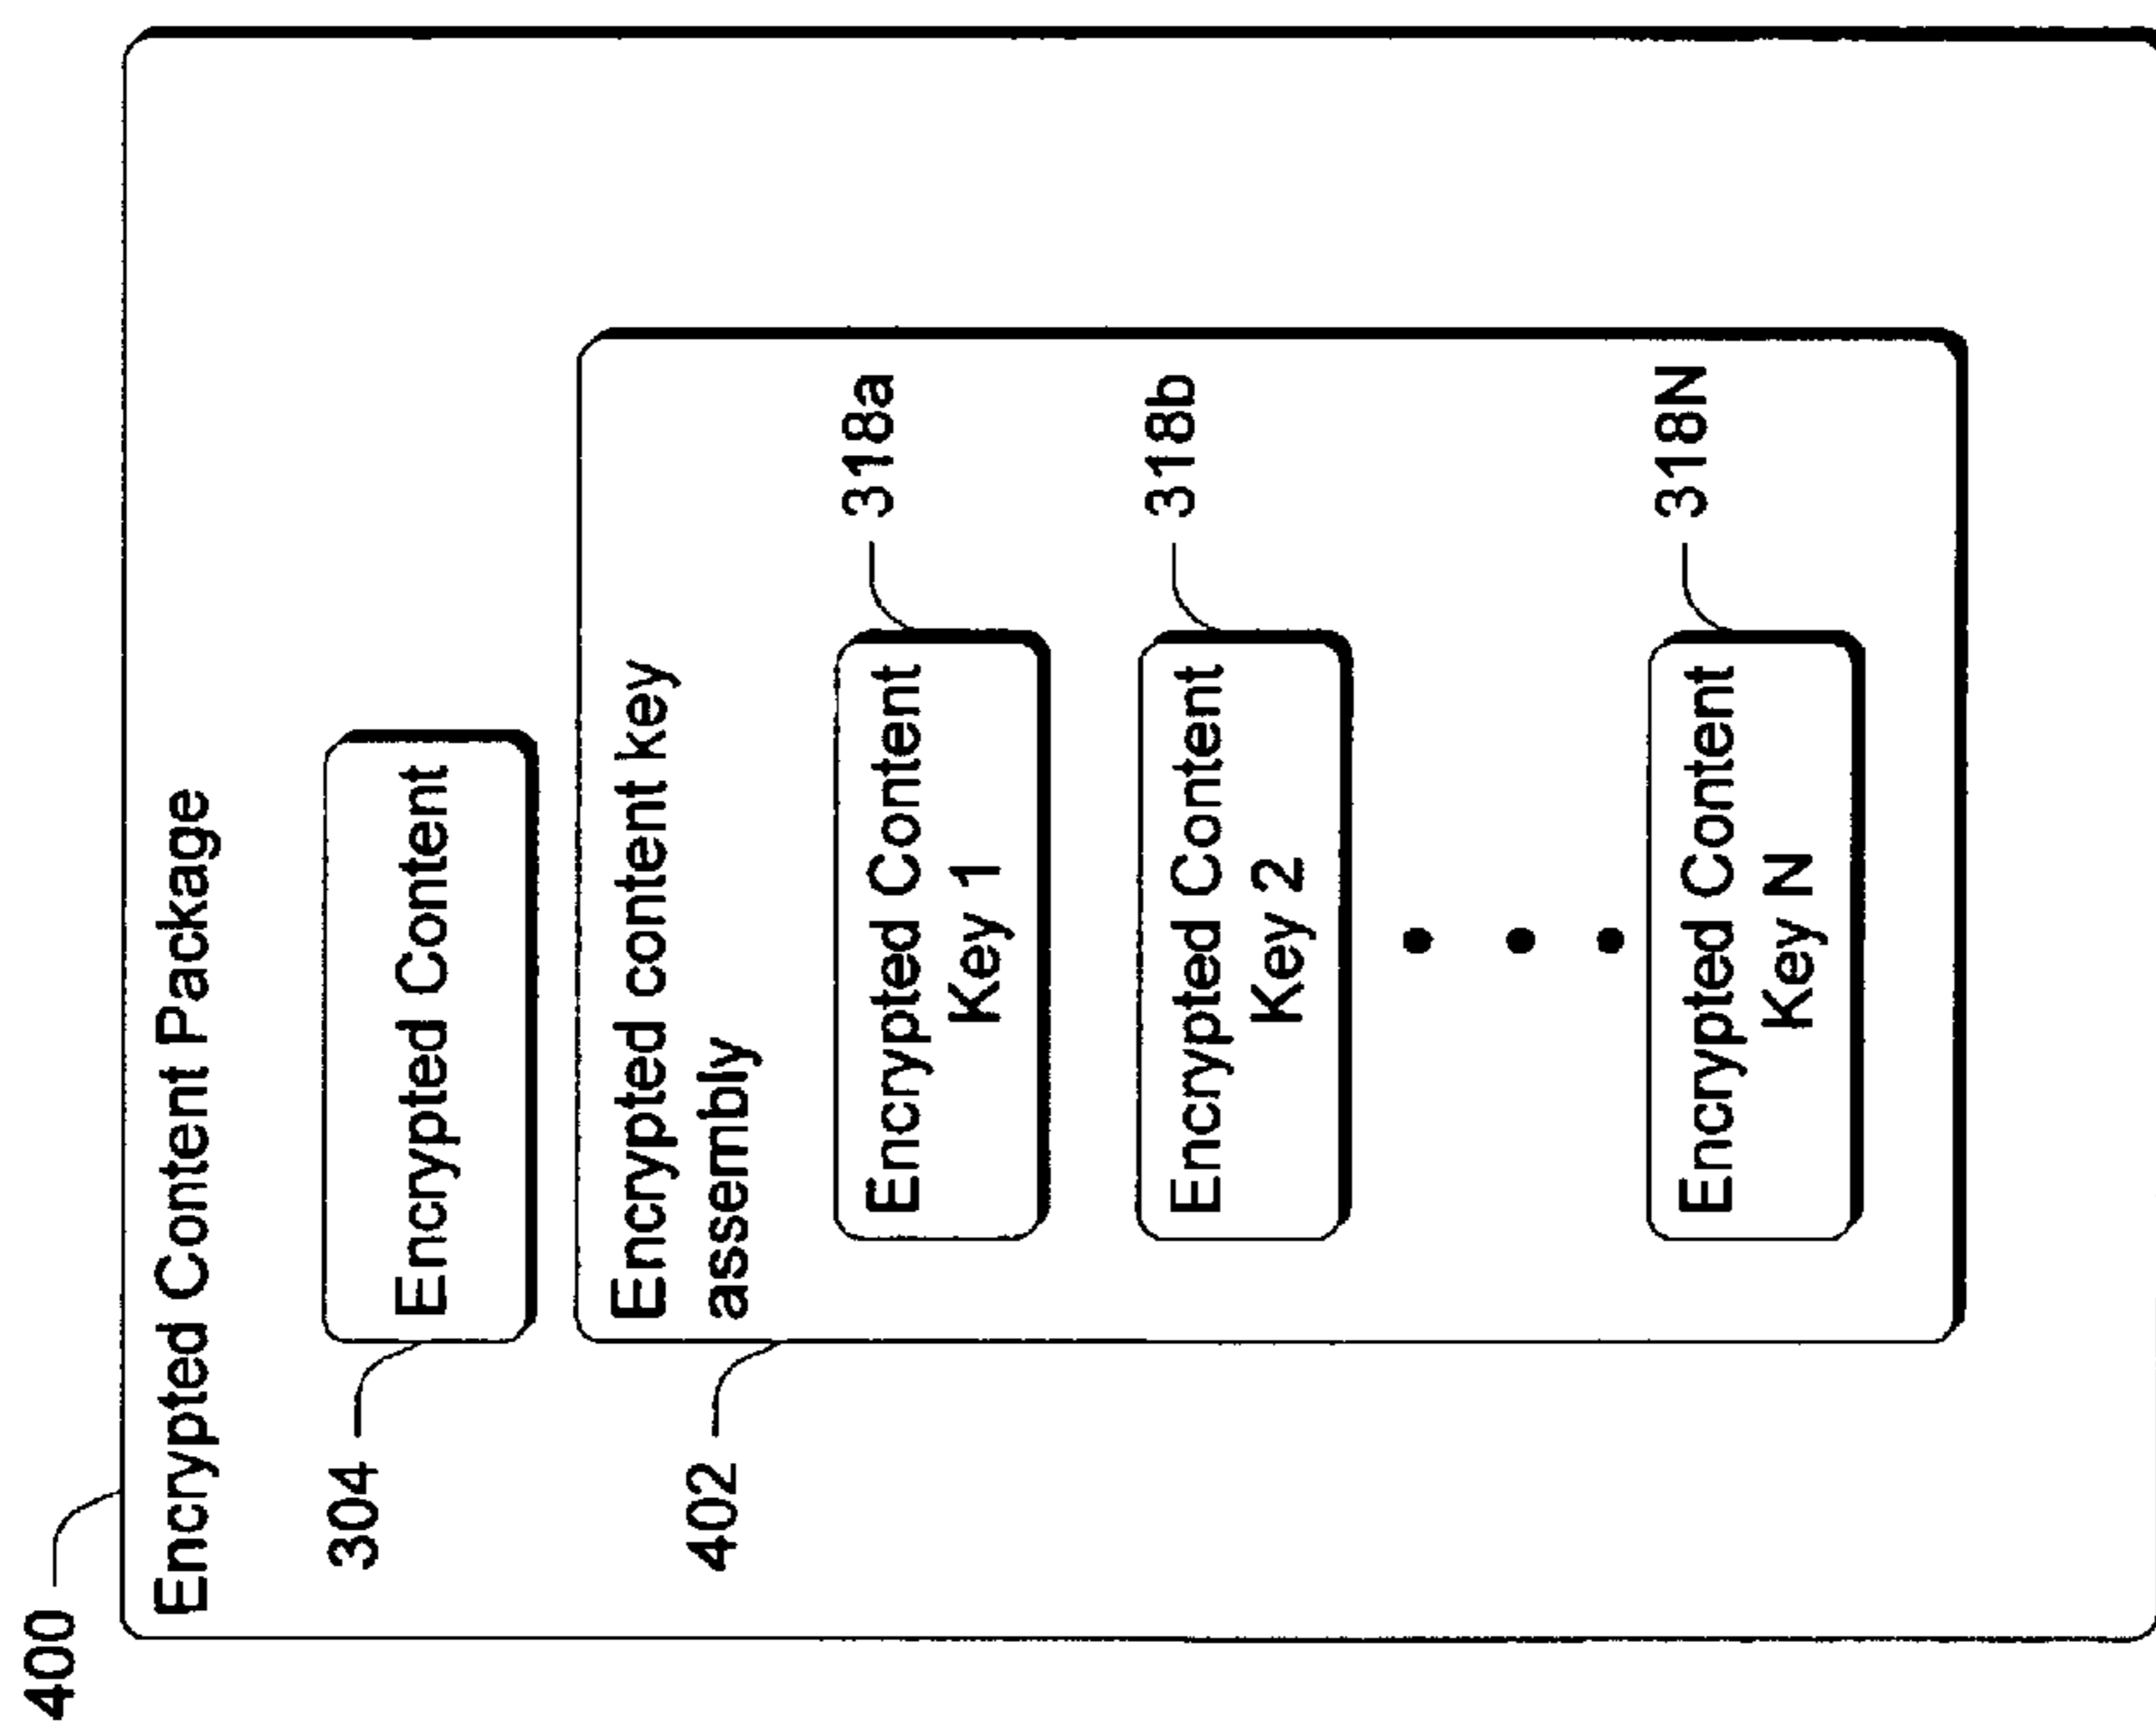 400
Encrypted Content Package
304
Encrypted Content
402
Encrypted content key
assembly
318a
Encrypted Content
Key 1
318b
Encrypted Content
Key 2
318N
Encrypted Content
Key N